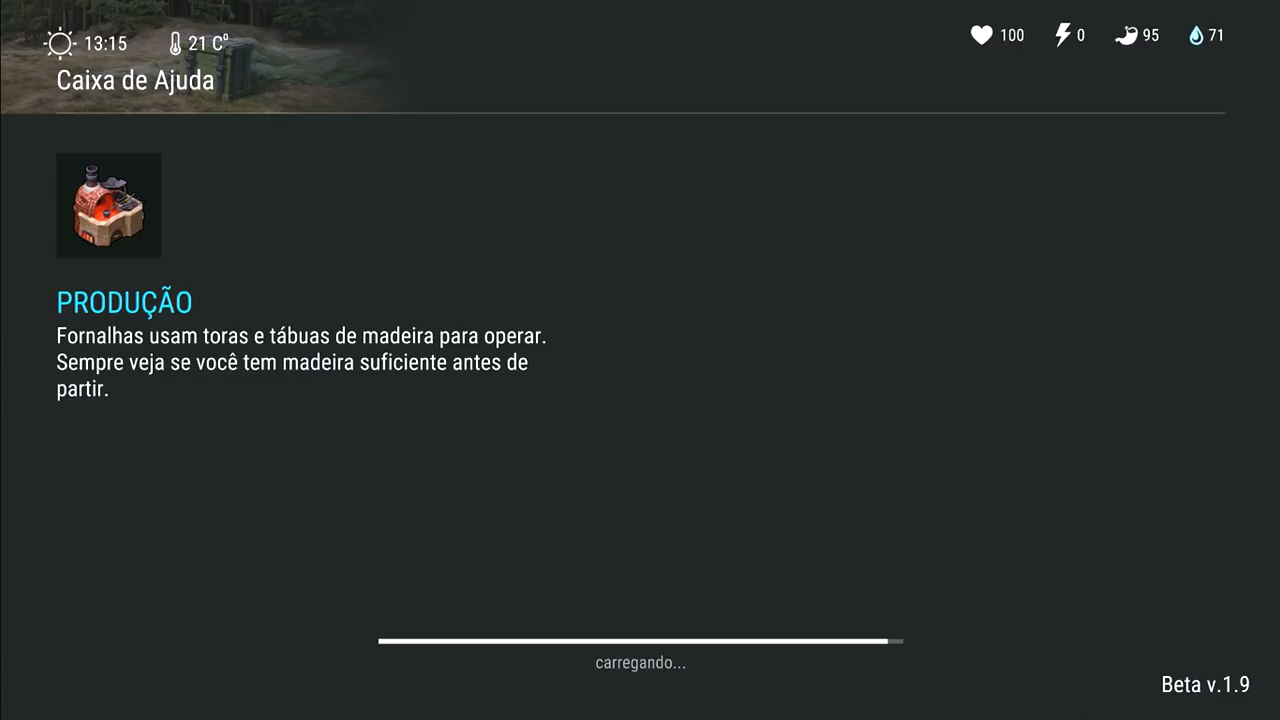 13:15 21 C⁰ 100 0 95 71
Caixa de Ajuda
PRODUÇÃO
Fornalhas usam toras e tábuas de madeira para operar.
Sempre veja se você tem madeira suficiente antes de
partir.
carregando...
Beta v.1.9